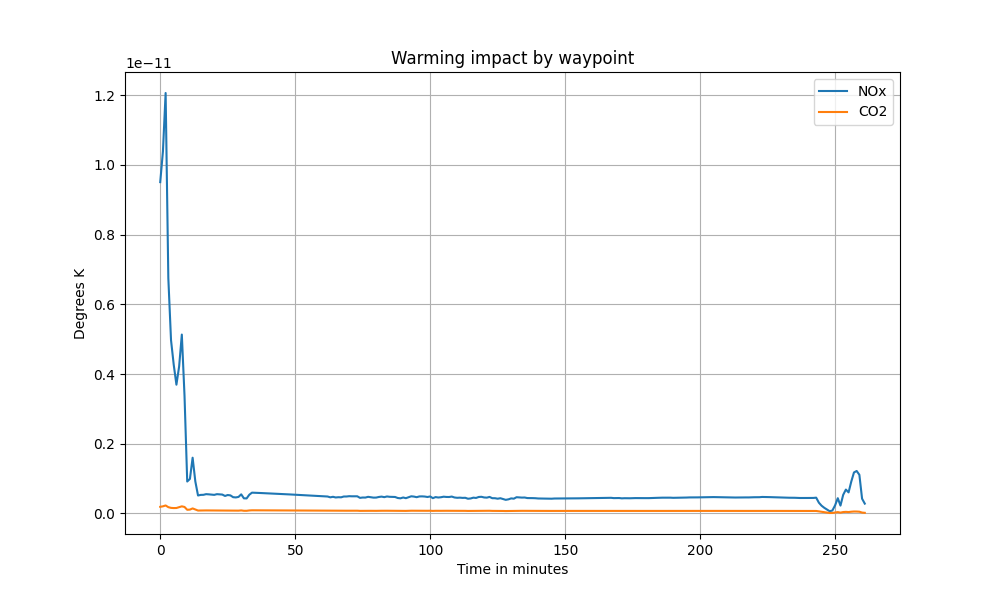 Warming impact by waypoint
1e−11
NOx
CO2
1.2
1.0
0.8
0.6
0.4
0.2
0.0
Degrees K
0 50 100 150 200 250
Time in minutes